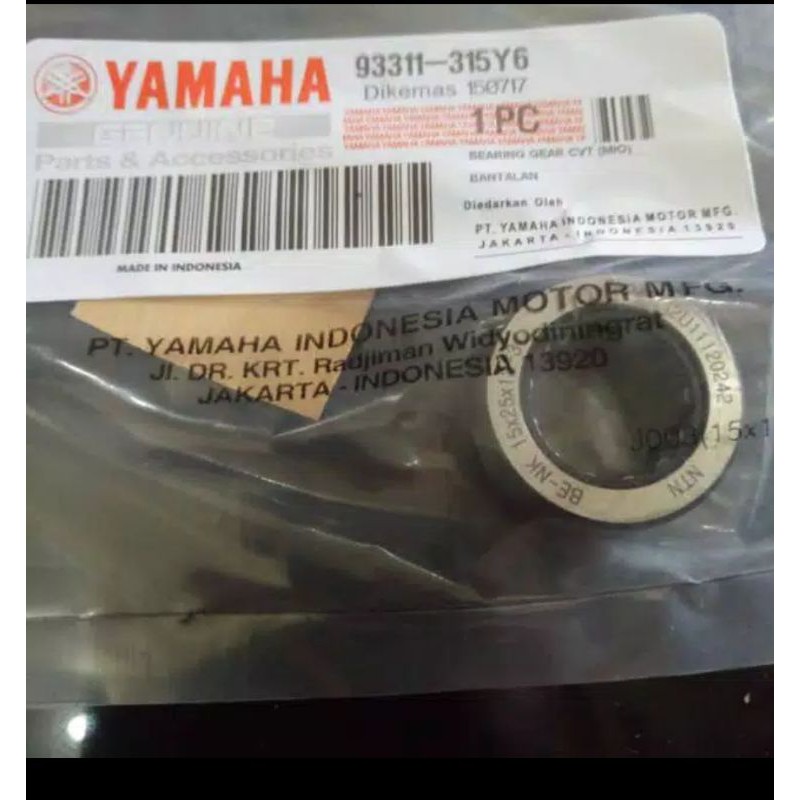 YAMAHA
GENUINE
Parts & Accessories
93311-315Y6
Dikemas 150717
1 PC
BEARING GEAR CVT (MIO)
BANTALAN
Diedarkan Oleh
PT. YAMAHA INDONESIA MOTOR MFG.
JAKARTA - INDONESIA 13920
MADE IN INDONESIA
PT. YAMAHA INDONESIA MOTOR MFG.
Jl. DR. KRT. Radjiman Widyodiningrat
JAKARTA - INDONESIA 13920
NTN
BE-NK 15x25x1